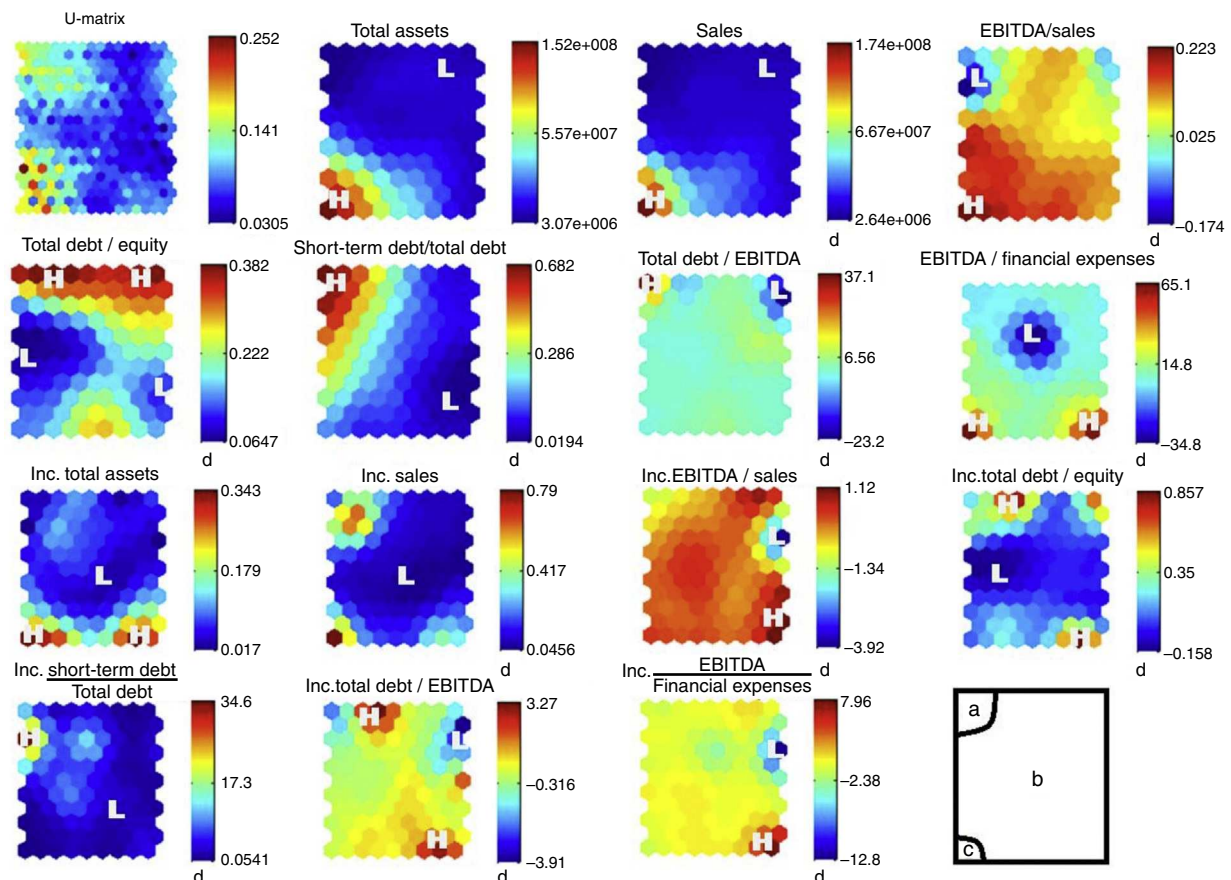 U-matrix
0.252
0.141
0.0305
Total assets
L
H
1.52e+008
5.57e+007
3.07e+006
Sales
L
H
1.74e+008
6.67e+007
2.64e+006
d
EBITDA/sales
L
H
0.223
0.025
−0.174
Total debt / equity
H H
L
L
0.382
0.222
0.0647
d
Short-term debt/total debt
H
L
0.682
0.286
0.0194
Total debt / EBITDA
H
L
37.1
6.56
−23.2
EBITDA / financial expenses
L
H H
65.1
14.8
−34.8
Inc. total assets
L
H H
0.343
0.179
0.017
Inc. sales
L
0.79
0.417
0.0456
d
Inc.EBITDA / sales
L
H
1.12
−1.34
−3.92
d
Inc.total debt / equity
H
L
H
0.857
0.35
−0.158
d
Inc. short-term debt
Total debt
H
L
34.6
17.3
0.0541
d
Inc.total debt / EBITDA
H
L
H
3.27
−0.316
−3.91
Inc. EBITDA
Financial expenses
L
H
7.96
−2.38
−12.8
d
a
b
c